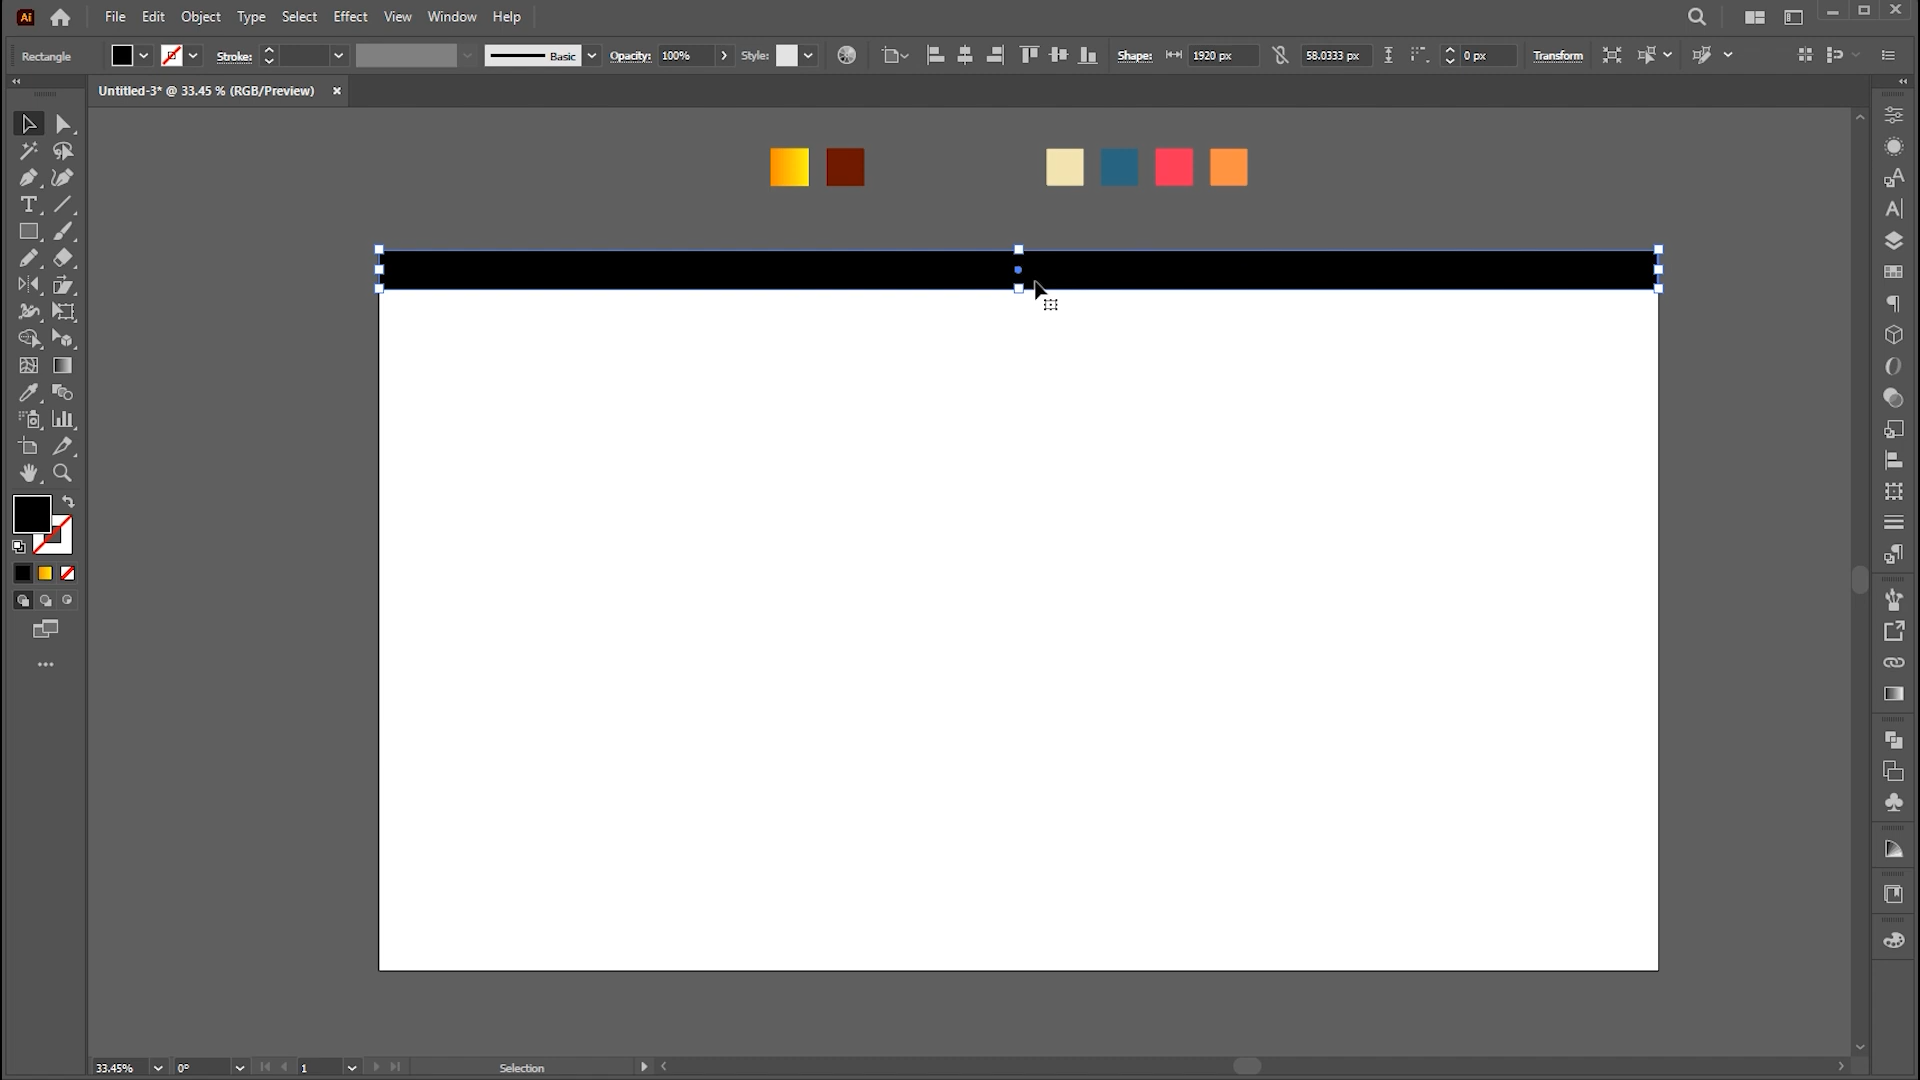 Ai File Edit Object Type Select Effect View Window Help
Rectangle Stroke: Basic Opacity: 100% Style: Shape: 1920 px 58.0333 px 0 px Transform
Untitled-3* @ 33.45 % (RGB/Preview) ×
33.45% 0° 1 Selection